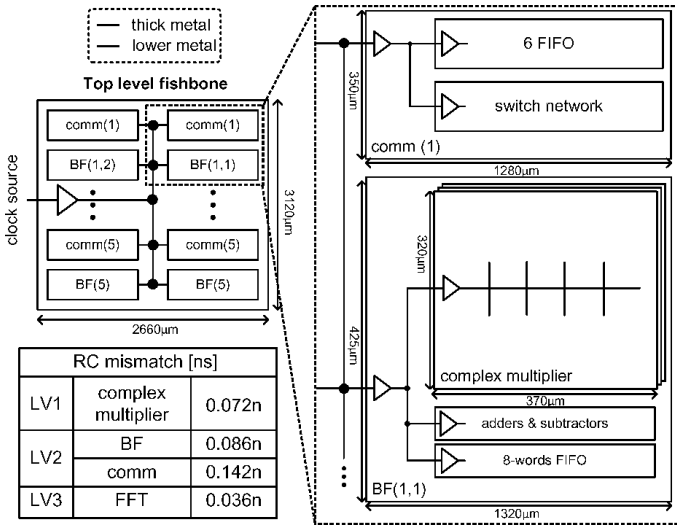 thick metal
lower metal
Top level fishbone
comm(1)
comm(1)
BF(1,2)
BF(1,1)
clock source
comm(5)
comm(5)
BF(5)
BF(5)
3120μm
2660μm
RC mismatch [ns]
LV1
complex
multiplier
0.072n
LV2
BF
0.086n
comm
0.142n
LV3
FFT
0.036n
350μm
6 FIFO
switch network
comm (1)
1280μm
425μm
320μm
complex multiplier
370μm
adders & subtractors
8-words FIFO
BF(1,1)
1320μm